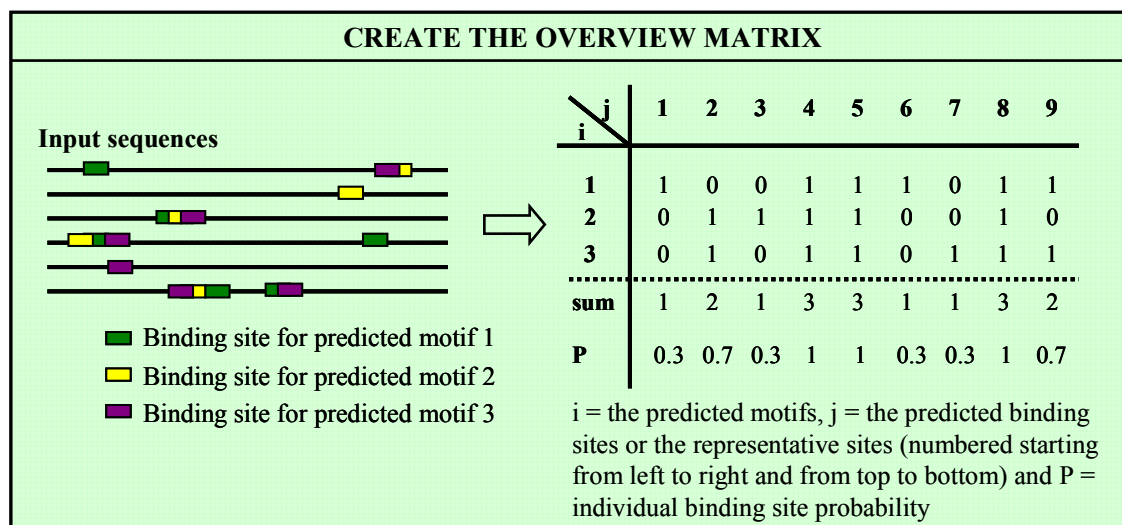 CREATE THE OVERVIEW MATRIX
Input sequences
Binding site for predicted motif 1
Binding site for predicted motif 2
Binding site for predicted motif 3
j 1 2 3 4 5 6 7 8 9
i
1 1 0 0 1 1 1 0 1 1
2 0 1 1 1 1 0 0 1 0
3 0 1 0 1 1 0 1 1 1
sum 1 2 1 3 3 1 1 3 2
P 0.3 0.7 0.3 1 1 0.3 0.3 1 0.7
i = the predicted motifs, j = the predicted binding
sites or the representative sites (numbered starting
from left to right and from top to bottom) and P =
individual binding site probability